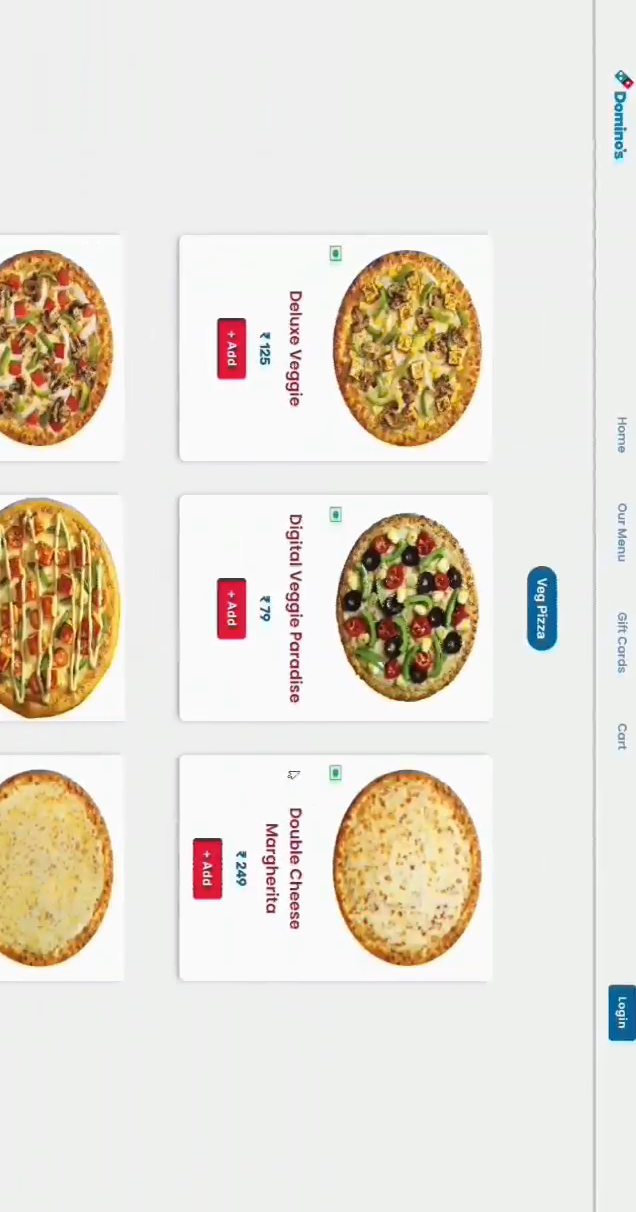 Domino's
Home
Our Menu
Gift Cards
Cart
Login
Veg Pizza
Deluxe Veggie
₹ 125
+ Add
Digital Veggie Paradise
₹ 79
+ Add
Double Cheese
Margherita
₹ 249
+ Add